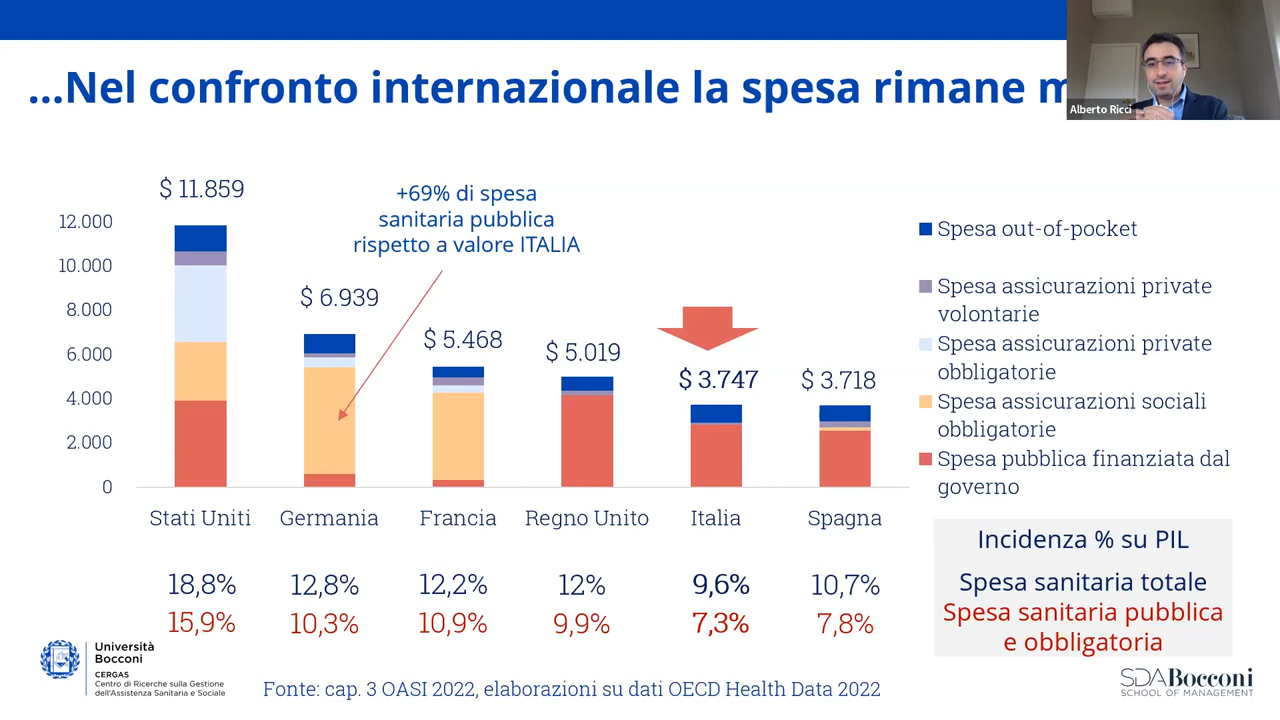 ...Nel confronto internazionale la spesa rimane
Alberto Ricci
$ 11.859
+69% di spesa
sanitaria pubblica
rispetto a valore ITALIA
12.000
10.000
8.000
6.000
4.000
2.000
0
$ 6.939
$ 5.468
$ 5.019
$ 3.747
$ 3.718
Spesa out-of-pocket
Spesa assicurazioni private
volontarie
Spesa assicurazioni private
obbligatorie
Spesa assicurazioni sociali
obbligatorie
Spesa pubblica finanziata dal
governo
Stati Uniti Germania Francia Regno Unito Italia Spagna
18,8% 12,8% 12,2% 12% 9,6% 10,7%
15,9% 10,3% 10,9% 9,9% 7,3% 7,8%
Incidenza % su PIL
Spesa sanitaria totale
Spesa sanitaria pubblica
e obbligatoria
Università
Bocconi
CERGAS
Centro di Ricerche sulla Gestione
dell'Assistenza Sanitaria e Sociale
Fonte: cap. 3 OASI 2022, elaborazioni su dati OECD Health Data 2022
SDA Bocconi
SCHOOL OF MANAGEMENT